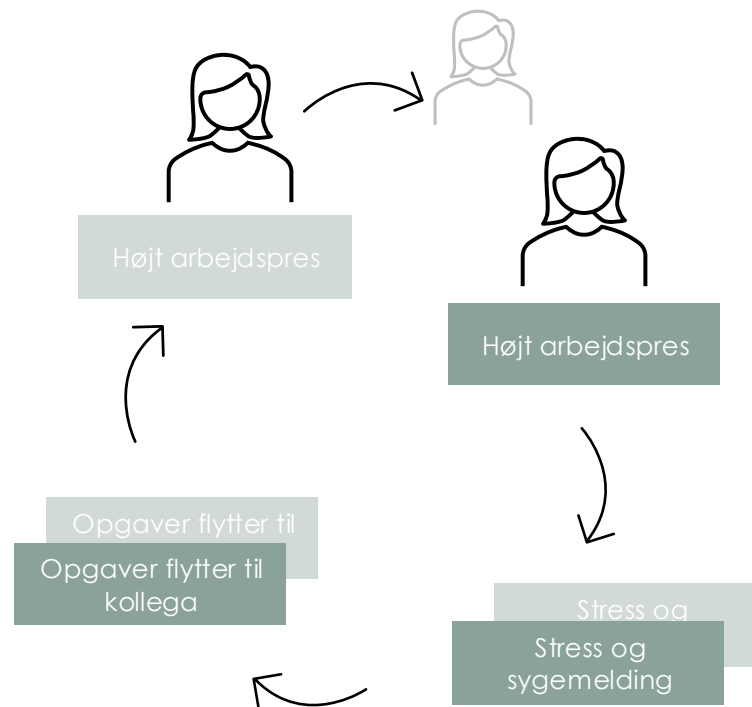 Højt arbejdspres
Højt arbejdspres
Opgaver flytter til
Opgaver flytter til
kollega
Stress og
Stress og
sygemelding